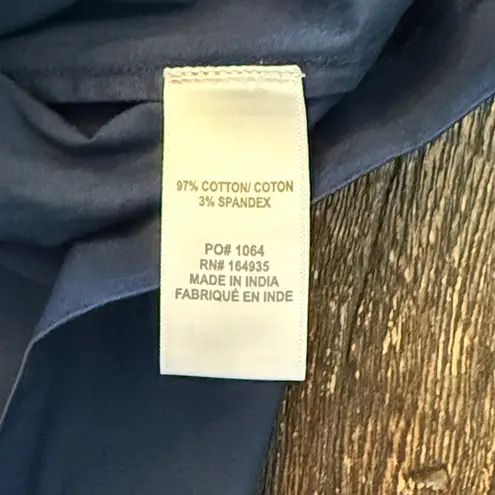 97% COTTON/ COTON
3% SPANDEX
PO# 1064
RN# 164935
MADE IN INDIA
FABRIQUÉ EN INDE